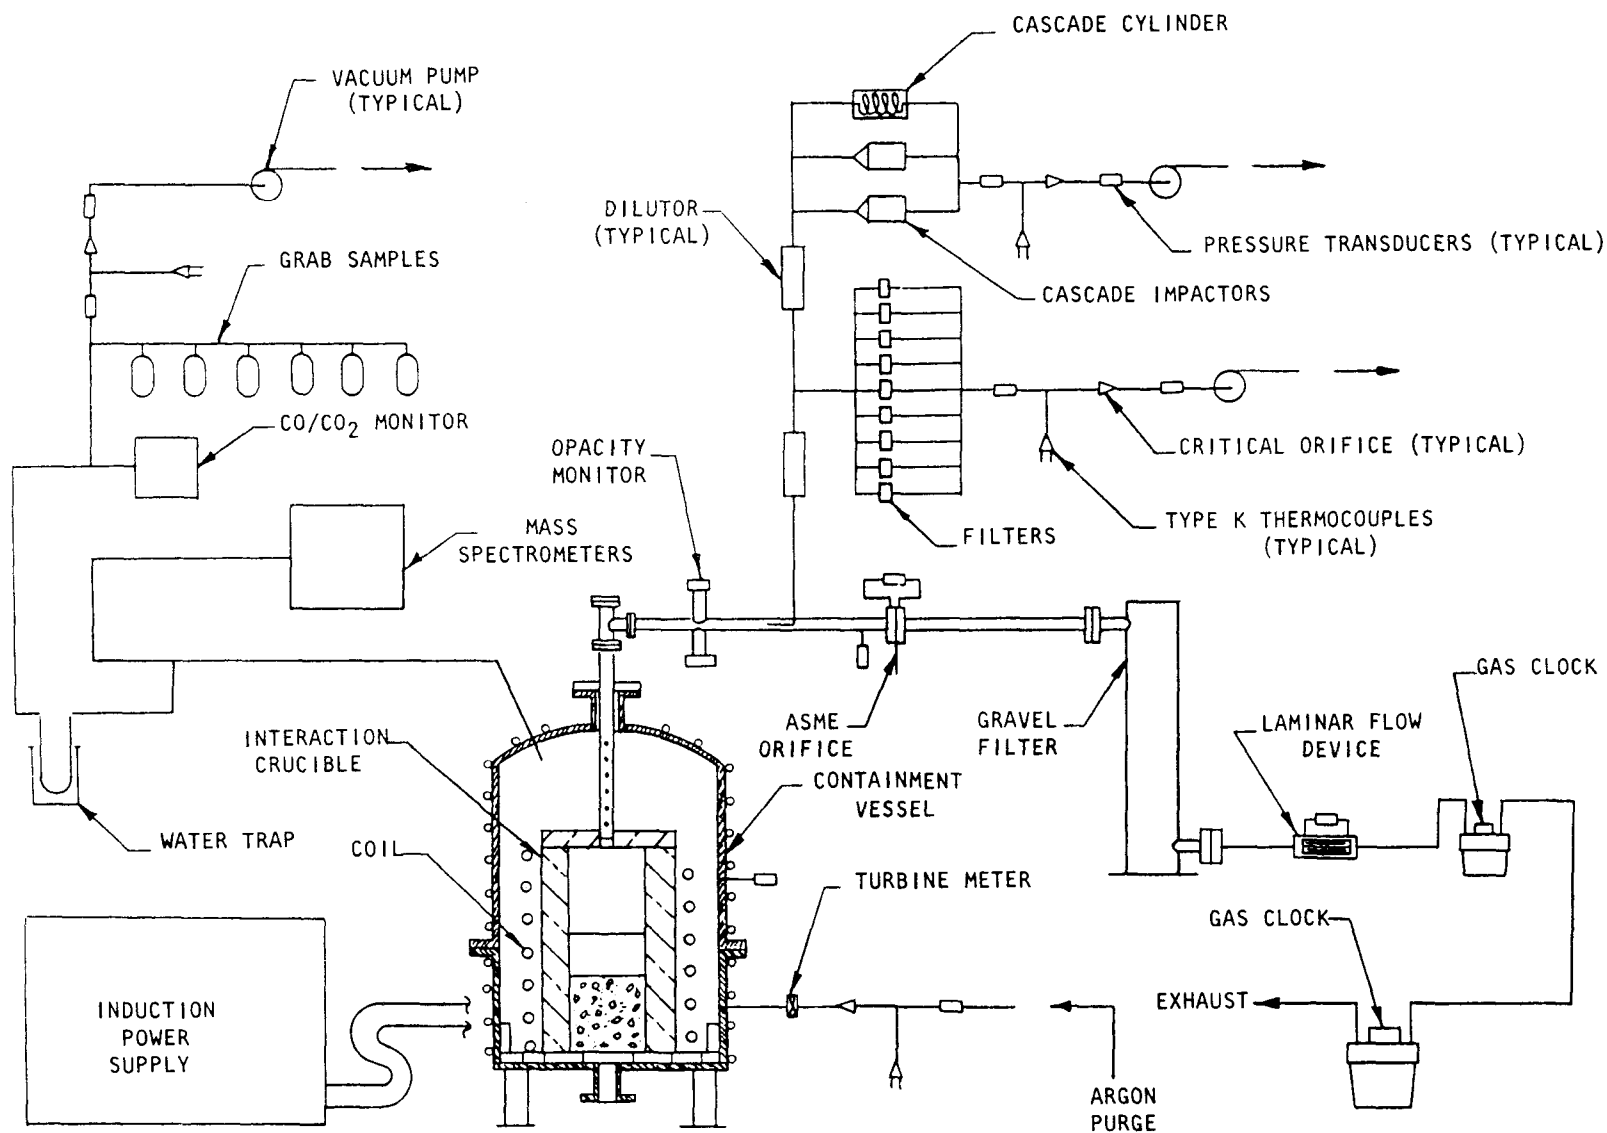 CASCADE CYLINDER
VACUUM PUMP
(TYPICAL)
DILUTOR
(TYPICAL)
PRESSURE TRANSDUCERS (TYPICAL)
GRAB SAMPLES
CASCADE IMPACTORS
CO/CO2 MONITOR
OPACITY
MONITOR
CRITICAL ORIFICE (TYPICAL)
MASS
SPECTROMETERS
FILTERS
TYPE K THERMOCOUPLES
(TYPICAL)
GAS CLOCK
INTERACTION
CRUCIBLE
ASME
ORIFICE
GRAVEL
FILTER
LAMINAR FLOW
DEVICE
CONTAINMENT
VESSEL
WATER TRAP
COIL
TURBINE METER
GAS CLOCK
INDUCTION
POWER
SUPPLY
EXHAUST
ARGON
PURGE